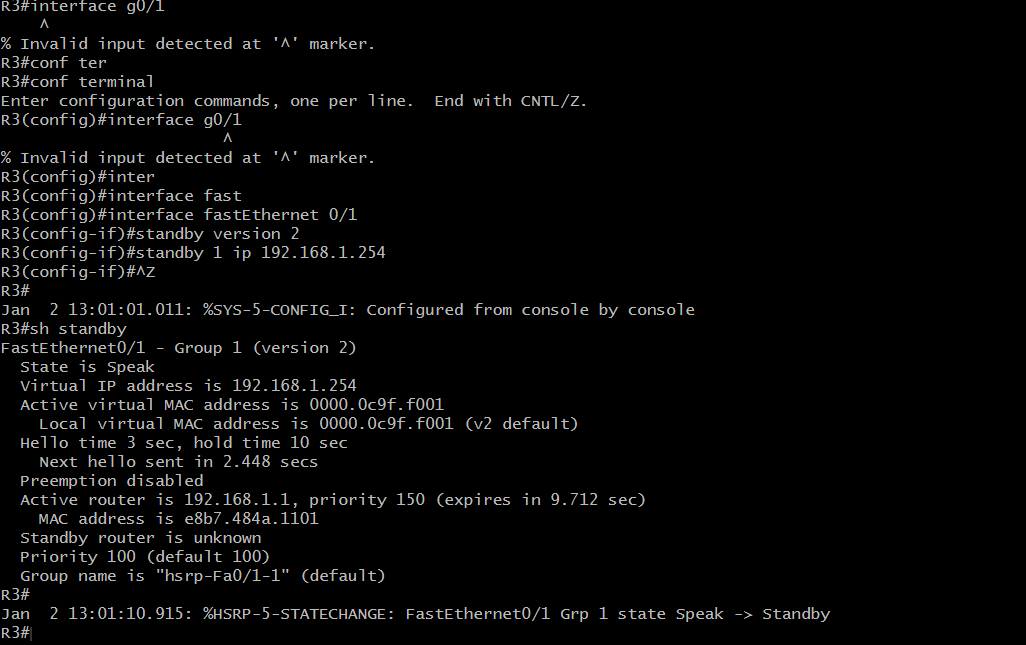 R3#interface g0/1
    ^
% Invalid input detected at '^' marker.
R3#conf ter
R3#conf terminal
Enter configuration commands, one per line.  End with CNTL/Z.
R3(config)#interface g0/1
                       ^
% Invalid input detected at '^' marker.
R3(config)#inter
R3(config)#interface fast
R3(config)#interface fastEthernet 0/1
R3(config-if)#standby version 2
R3(config-if)#standby 1 ip 192.168.1.254
R3(config-if)#^Z
R3#
Jan  2 13:01:01.011: %SYS-5-CONFIG_I: Configured from console by console
R3#sh standby
FastEthernet0/1 - Group 1 (version 2)
  State is Speak
  Virtual IP address is 192.168.1.254
  Active virtual MAC address is 0000.0c9f.f001
    Local virtual MAC address is 0000.0c9f.f001 (v2 default)
  Hello time 3 sec, hold time 10 sec
    Next hello sent in 2.448 secs
  Preemption disabled
  Active router is 192.168.1.1, priority 150 (expires in 9.712 sec)
    MAC address is e8b7.484a.1101
  Standby router is unknown
  Priority 100 (default 100)
  Group name is "hsrp-Fa0/1-1" (default)
R3#
Jan  2 13:01:10.915: %HSRP-5-STATECHANGE: FastEthernet0/1 Grp 1 state Speak -> Standby
R3#